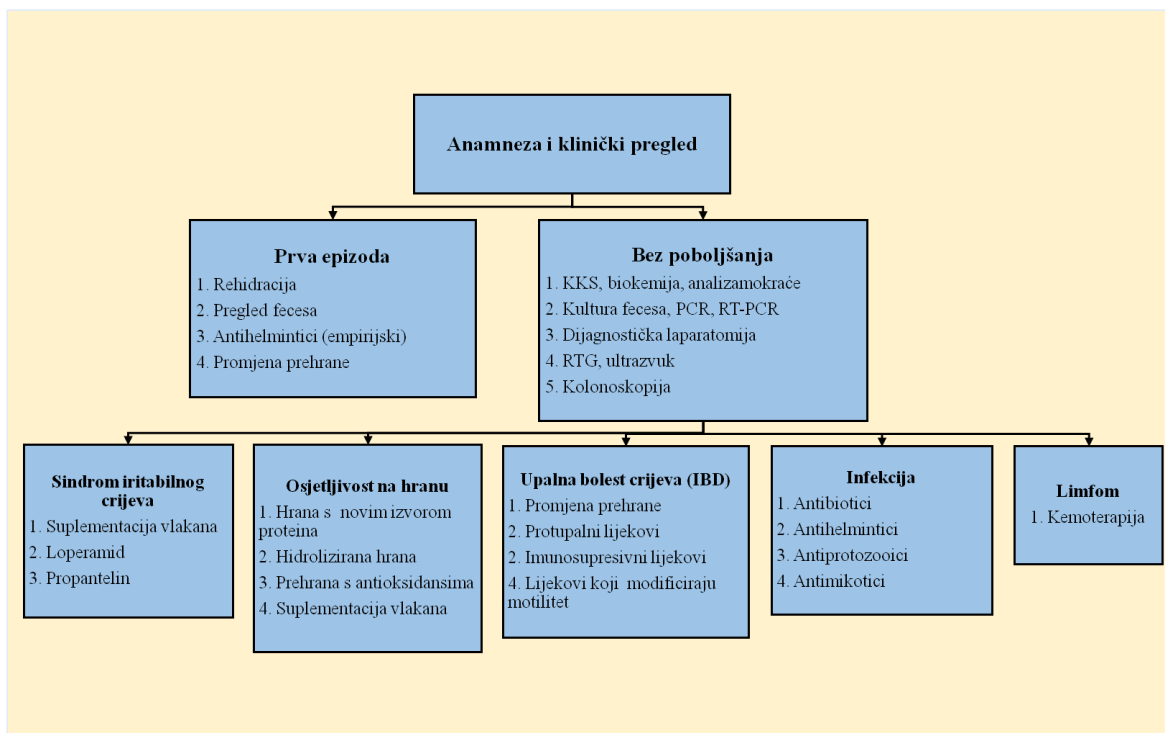 Anamneza i klinički pregled
Prva epizoda
1. Rehidracija
2. Pregled fecesa
3. Antihelmintici (empirijski)
4. Promjena prehrane
Bez poboljšanja
1. KKS, biokemija, analizamokraće
2. Kultura fecesa, PCR, RT-PCR
3. Dijagnostička laparatomija
4. RTG, ultrazvuk
5. Kolonoskopija
Sindrom iritabilnog
crijeva
1. Suplementacija vlakana
2. Loperamid
3. Propantelin
Osjetljivost na hranu
1. Hrana s novim izvorom
proteina
2. Hidrolizirana hrana
3. Prehrana s antioksidansima
4. Suplementacija vlakana
Upalna bolest crijeva (IBD)
1. Promjena prehrane
2. Protupalni lijekovi
2. Imunosupresivni lijekovi
4. Lijekovi koji modificiraju
motilitet
Infekcija
1. Antibiotici
2. Antihelmintici
3. Antiprotozooici
4. Antimikotici
Limfom
1. Kemoterapija